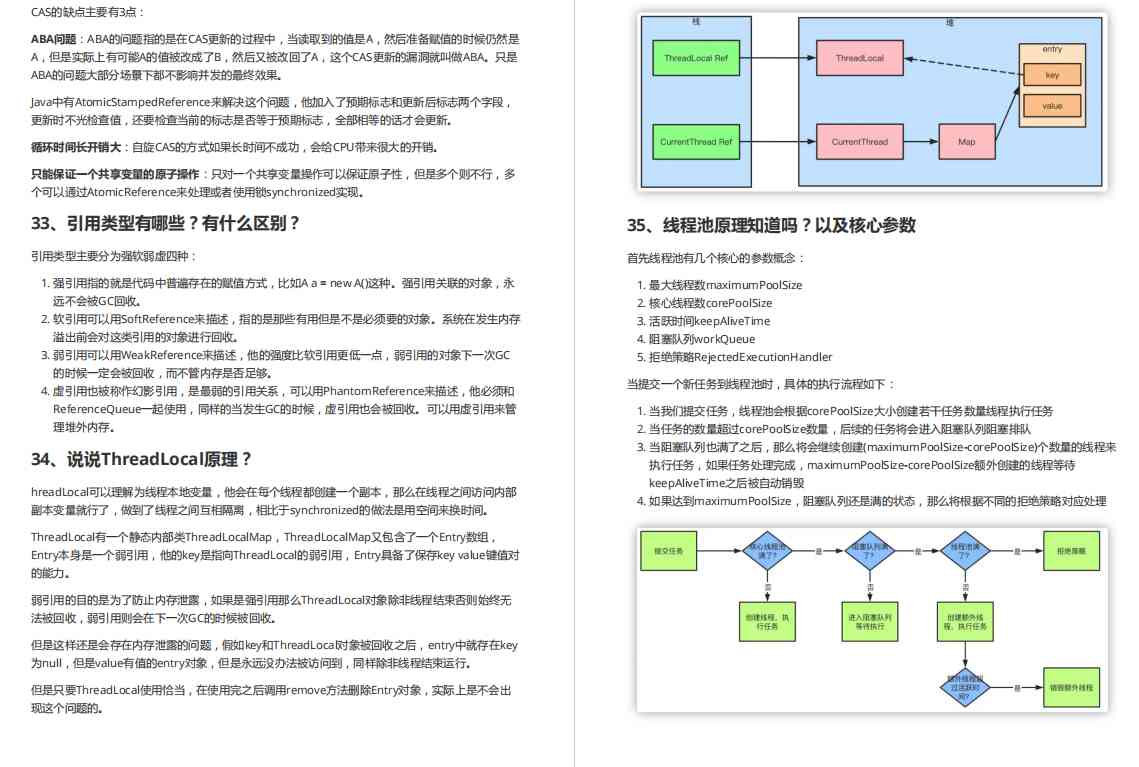 CAS的缺点主要有3点：
ABA问题：ABA的问题指的是在CAS更新的过程中，当读取到的值是A，然后准备赋值的时候仍然是
A，但是实际上有可能A的值被改成了B，然后又被改回了A，这个CAS更新的漏洞就叫做ABA。只是
ABA的问题大部分场景下都不影响并发的最终效果。
Java中有AtomicStampedReference来解决这个问题，他加入了预期标志和更新后标志两个字段，
更新时不光检查值，还要检查当前的标志是否等于预期标志，全部相等的话才会更新。
循环时间长开销大：自旋CAS的方式如果长时间不成功，会给CPU带来很大的开销。
只能保证一个共享变量的原子操作：只对一个共享变量操作可以保证原子性，但是多个则不行，多
个可以通过AtomicReference来处理或者使用锁synchronized实现。
33、引用类型有哪些？有什么区别？
引用类型主要分为强软弱虚四种：
1. 强引用指的就是代码中普遍存在的赋值方式，比如A a = new A()这种。强引用关联的对象，永
远不会被GC回收。
2. 软引用可以用SoftReference来描述，指的是那些有用但是不是必须要的对象。系统在发生内存
溢出前会对这类引用的对象进行回收。
3. 弱引用可以用WeakReference来描述，他的强度比软引用更低一点，弱引用的对象下一次GC
的时候一定会被回收，而不管内存是否足够。
4. 虚引用也被称作幻影引用，是最弱的引用关系，可以用PhantomReference来描述，他必须和
ReferenceQueue一起使用，同样的当发生GC的时候，虚引用也会被回收。可以用虚引用来管
理堆外内存。
34、说说ThreadLocal原理？
hreadLocal可以理解为线程本地变量，他会在每个线程都创建一个副本，那么在线程之间访问内部
副本变量就行了，做到了线程之间互相隔离，相比于synchronized的做法是用空间来换时间。
ThreadLocal有一个静态内部类ThreadLocalMap，ThreadLocalMap又包含了一个Entry数组，
Entry本身是一个弱引用，他的key是指向ThreadLocal的弱引用，Entry具备了保存key value键值对
的能力。
弱引用的目的是为了防止内存泄露，如果是强引用那么ThreadLocal对象除非线程结束否则始终无
法被回收，弱引用则会在下一次GC的时候被回收。
但是这样还是会存在内存泄露的问题，假如key和ThreadLocal对象被回收之后，entry中就存在key
为null，但是value有值的entry对象，但是永远没办法被访问到，同样除非线程结束运行。
但是只要ThreadLocal使用恰当，在使用完之后调用remove方法删除Entry对象，实际上是不会出
现这个问题的。
栈
堆
ThreadLocal Ref
ThreadLocal
entry
key
value
CurrentThread Ref
CurrentThread
Map
35、线程池原理知道吗？以及核心参数
首先线程池有几个核心的参数概念：
1. 最大线程数maximumPoolSize
2. 核心线程数corePoolSize
3. 活跃时间keepAliveTime
4. 阻塞队列workQueue
5. 拒绝策略RejectedExecutionHandler
当提交一个新任务到线程池时，具体的执行流程如下：
1. 当我们提交任务，线程池会根据corePoolSize大小创建若干任务数量线程执行任务
2. 当任务的数量超过corePoolSize数量，后续的任务将会进入阻塞队列阻塞排队
3. 当阻塞队列也满了之后，那么将会继续创建(maximumPoolSize-corePoolSize)个数量的线程来
执行任务，如果任务处理完成，maximumPoolSize-corePoolSize额外创建的线程等待
keepAliveTime之后被自动销毁
4. 如果达到maximumPoolSize，阻塞队列还是满的状态，那么将根据不同的拒绝策略对应处理
提交任务
核心线程池
满了？
是
阻塞队列满
了？
是
线程池满
了？
是
拒绝策略
否
否
否
创建线程，执
行任务
进入阻塞队列
等待执行
创建额外线
程，执行任务
额外线程超
过活跃时
间？
是
销毁额外线程